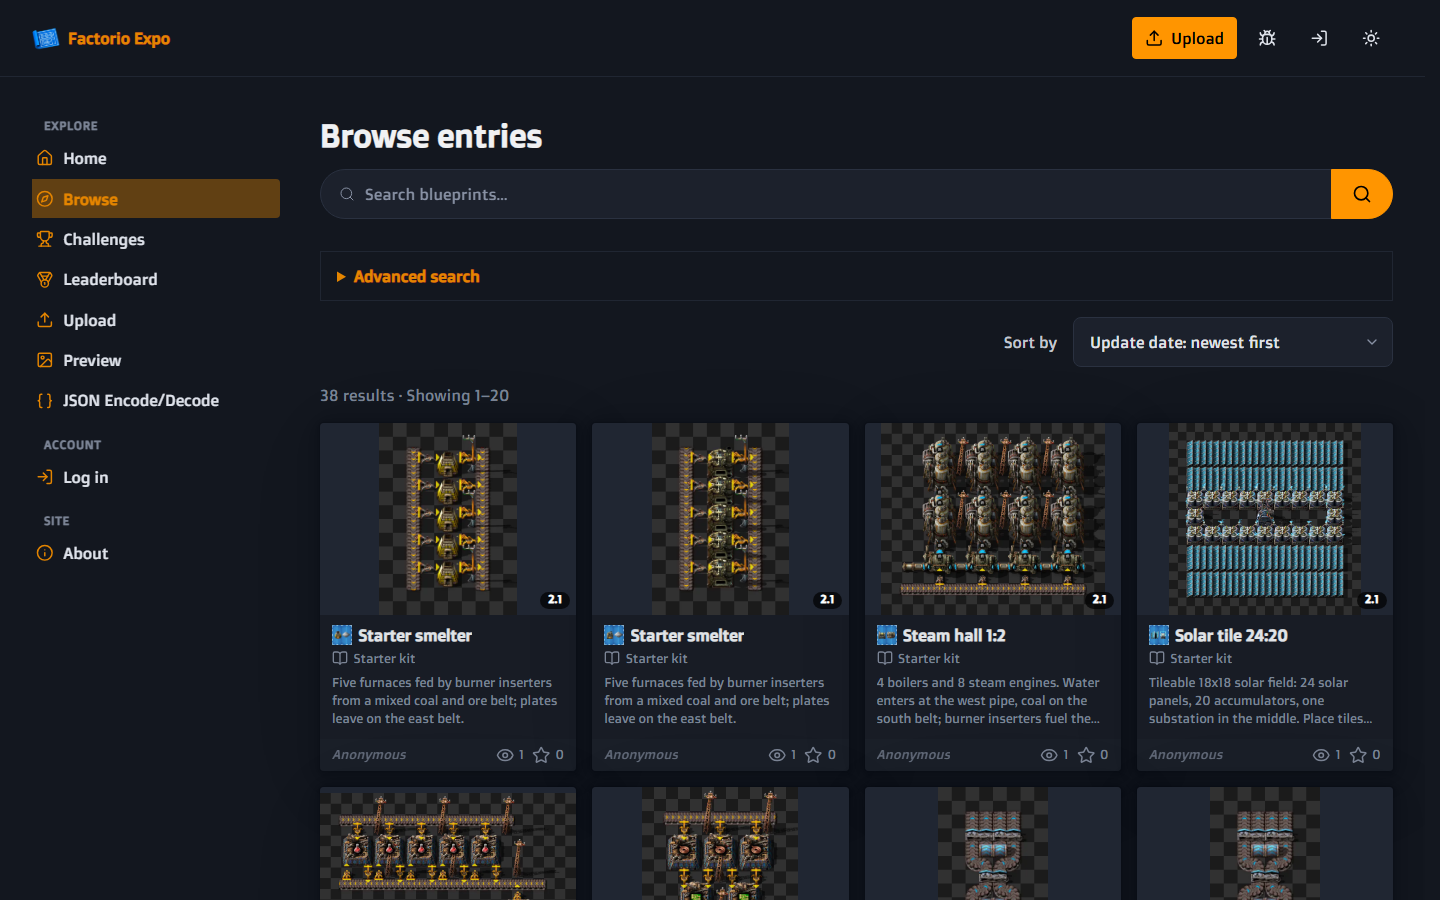 Factorio Expo
Upload
EXPLORE
Home
Browse
Challenges
Leaderboard
Upload
Preview
JSON Encode/Decode
ACCOUNT
Log in
SITE
About
Browse entries
Search blueprints...
Advanced search
Sort by
Update date: newest first
38 results · Showing 1–20
2.1
Starter smelter
Starter kit
Five furnaces fed by burner inserters
from a mixed coal and ore belt; plates
leave on the east belt.
Anonymous
1
0
2.1
Starter smelter
Starter kit
Five furnaces fed by burner inserters
from a mixed coal and ore belt; plates
leave on the east belt.
Anonymous
1
0
2.1
Steam hall 1:2
Starter kit
4 boilers and 8 steam engines. Water
enters at the west pipe, coal on the
south belt; burner inserters fuel the...
Anonymous
1
0
2.1
Solar tile 24:20
Starter kit
Tileable 18x18 solar field: 24 solar
panels, 20 accumulators, one
substation in the middle. Place tiles...
Anonymous
1
0